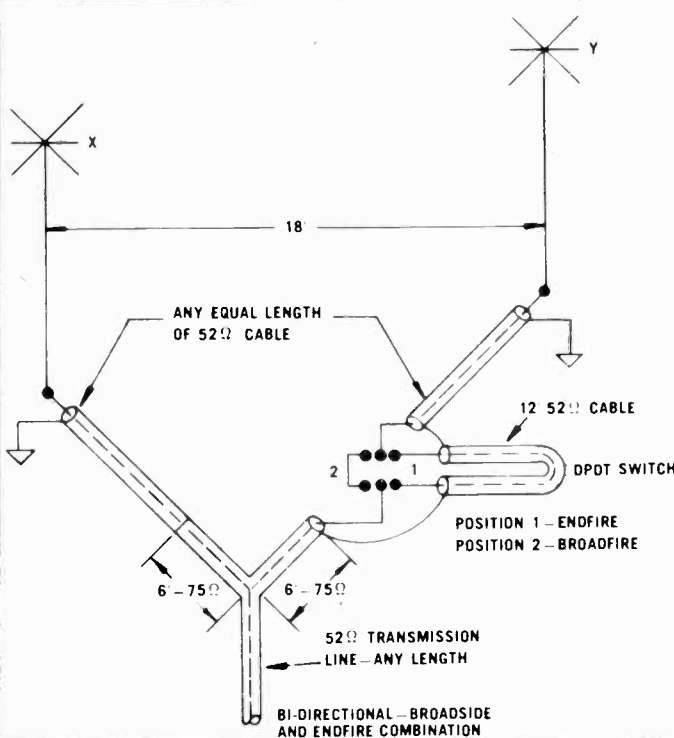 Y
X
18'
ANY EQUAL LENGTH
OF 52Ω CABLE
12' 52Ω CABLE
2
1
DPDT SWITCH
POSITION 1 – ENDFIRE
POSITION 2 – BROADFIRE
6'–75Ω
6'–75Ω
52Ω TRANSMISSION
LINE – ANY LENGTH
BI-DIRECTIONAL – BROADSIDE
AND ENDFIRE COMBINATION